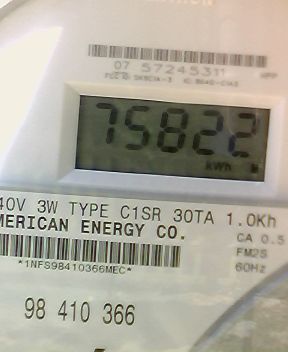 07 57245311
75822
kWh
40V 3W TYPE C1SR 30TA 1.0Kh
MERICAN ENERGY CO.
CA 0.5
FM2S
*1NFS98410366MEC*
60Hz
98 410 366